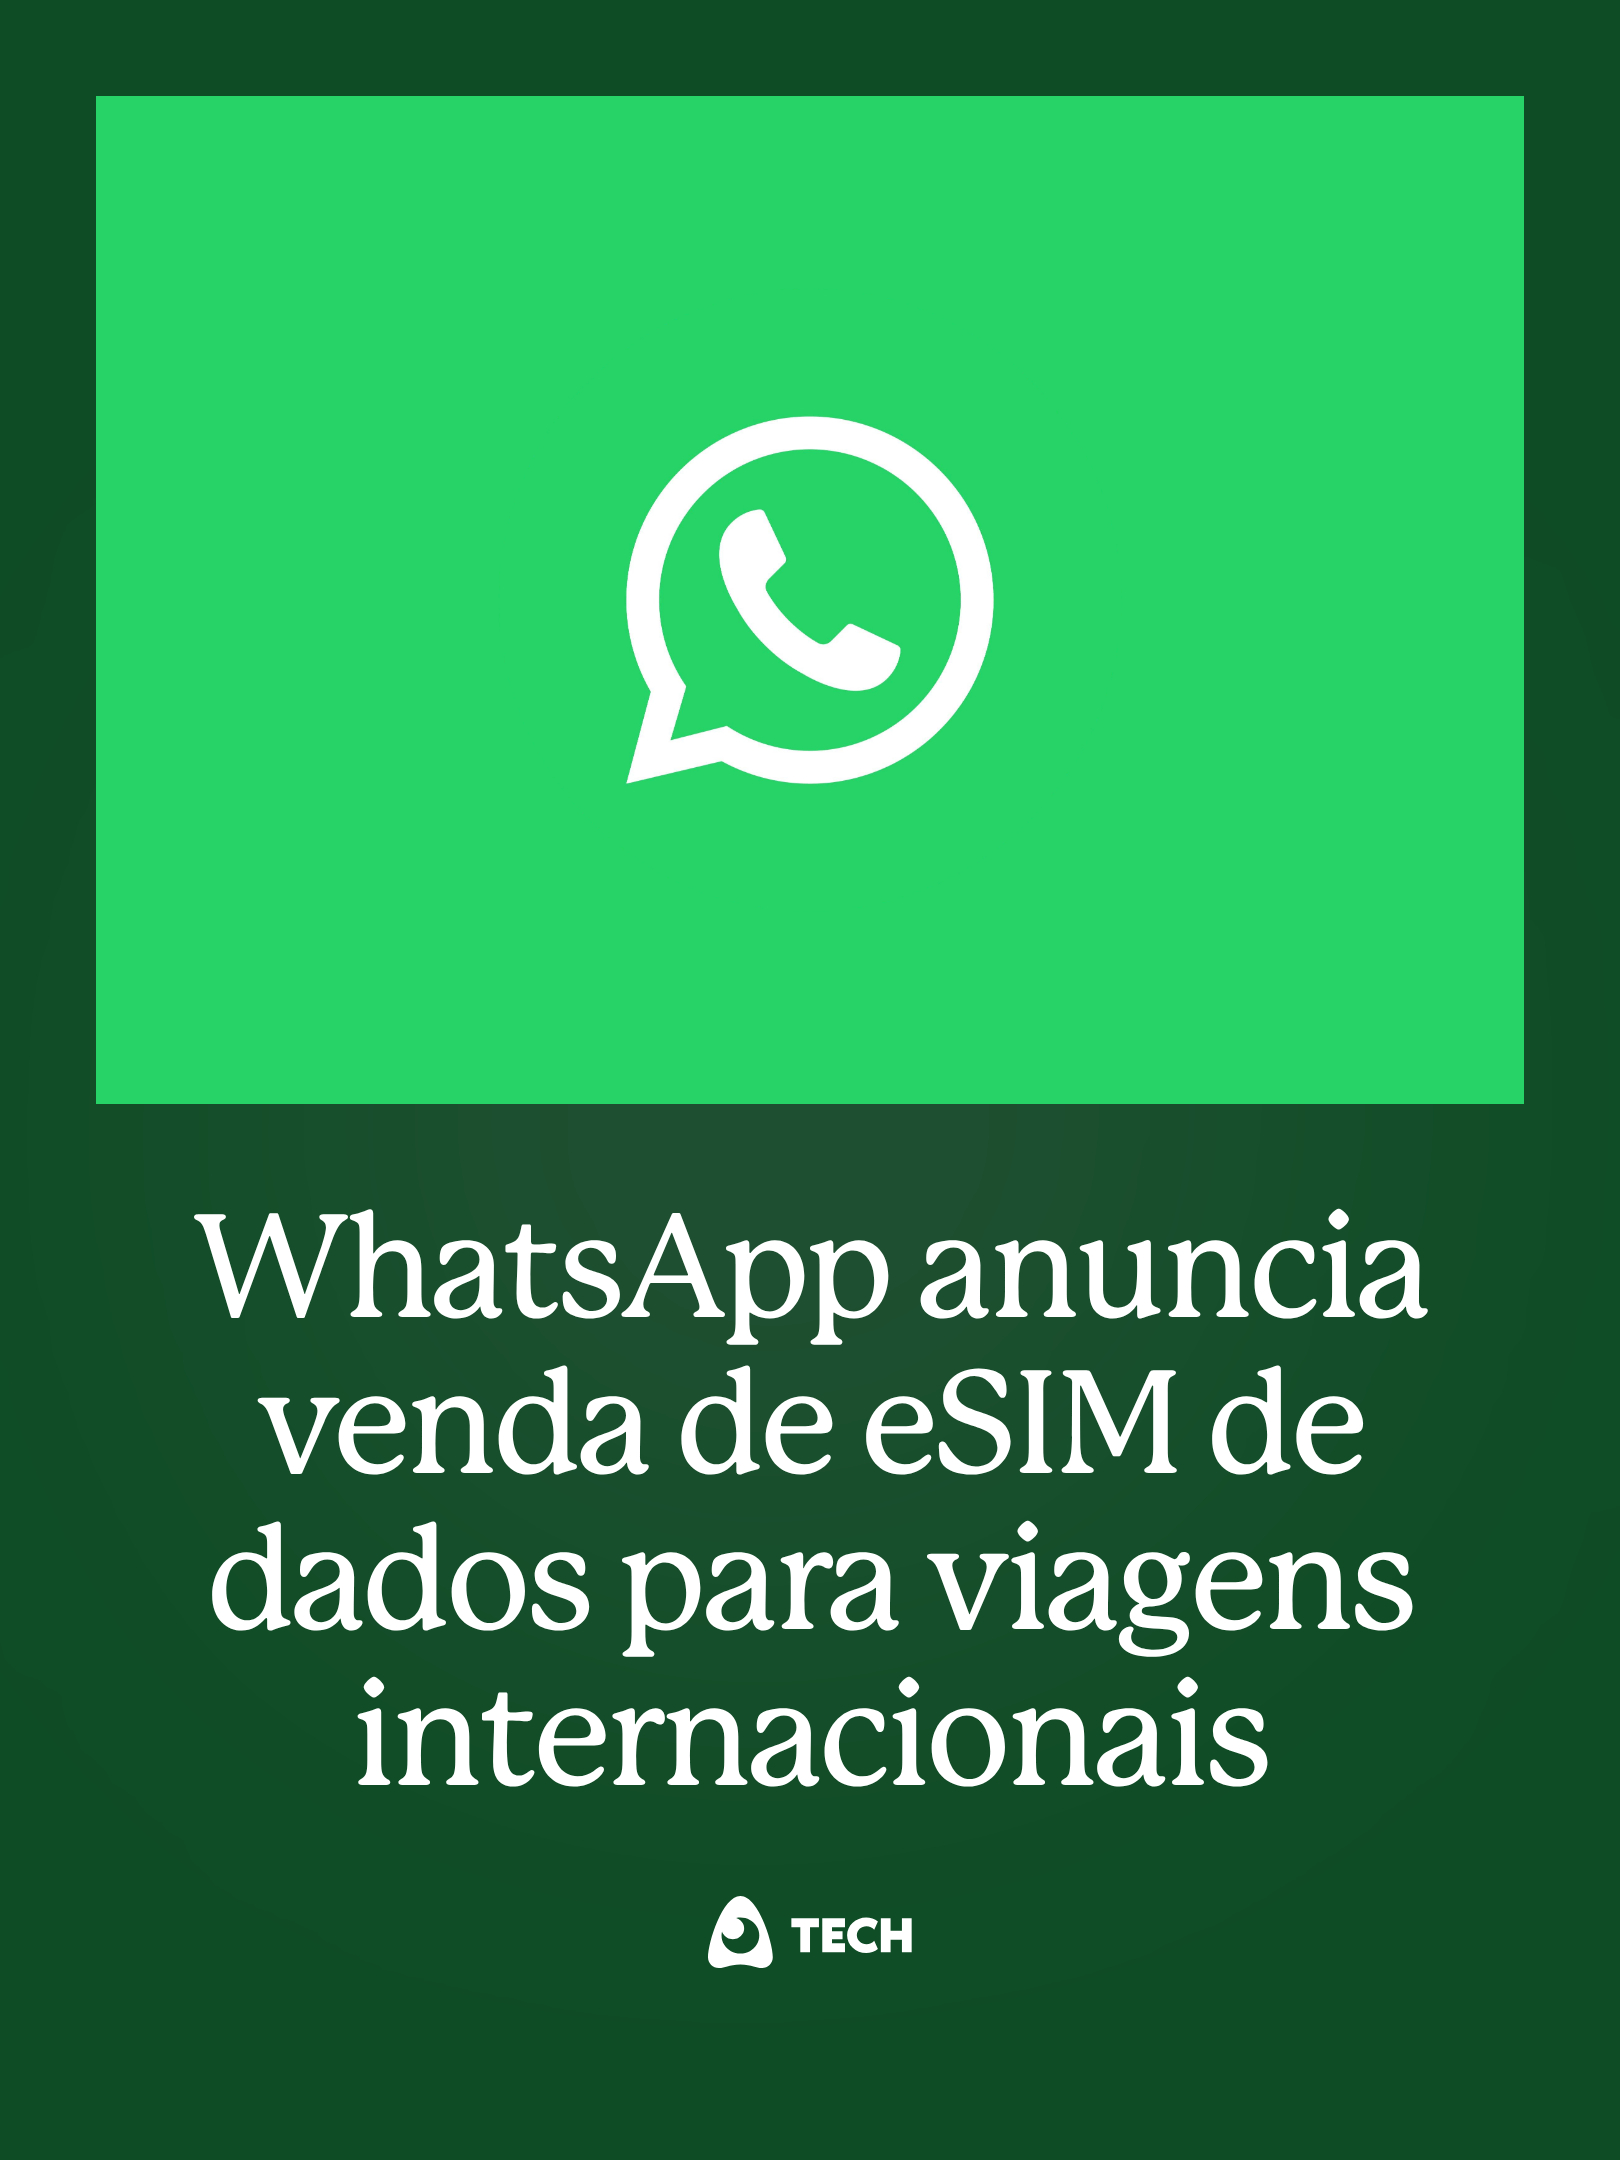 WhatsApp anuncia
venda de eSIM de
dados para viagens
internacionais
TECH